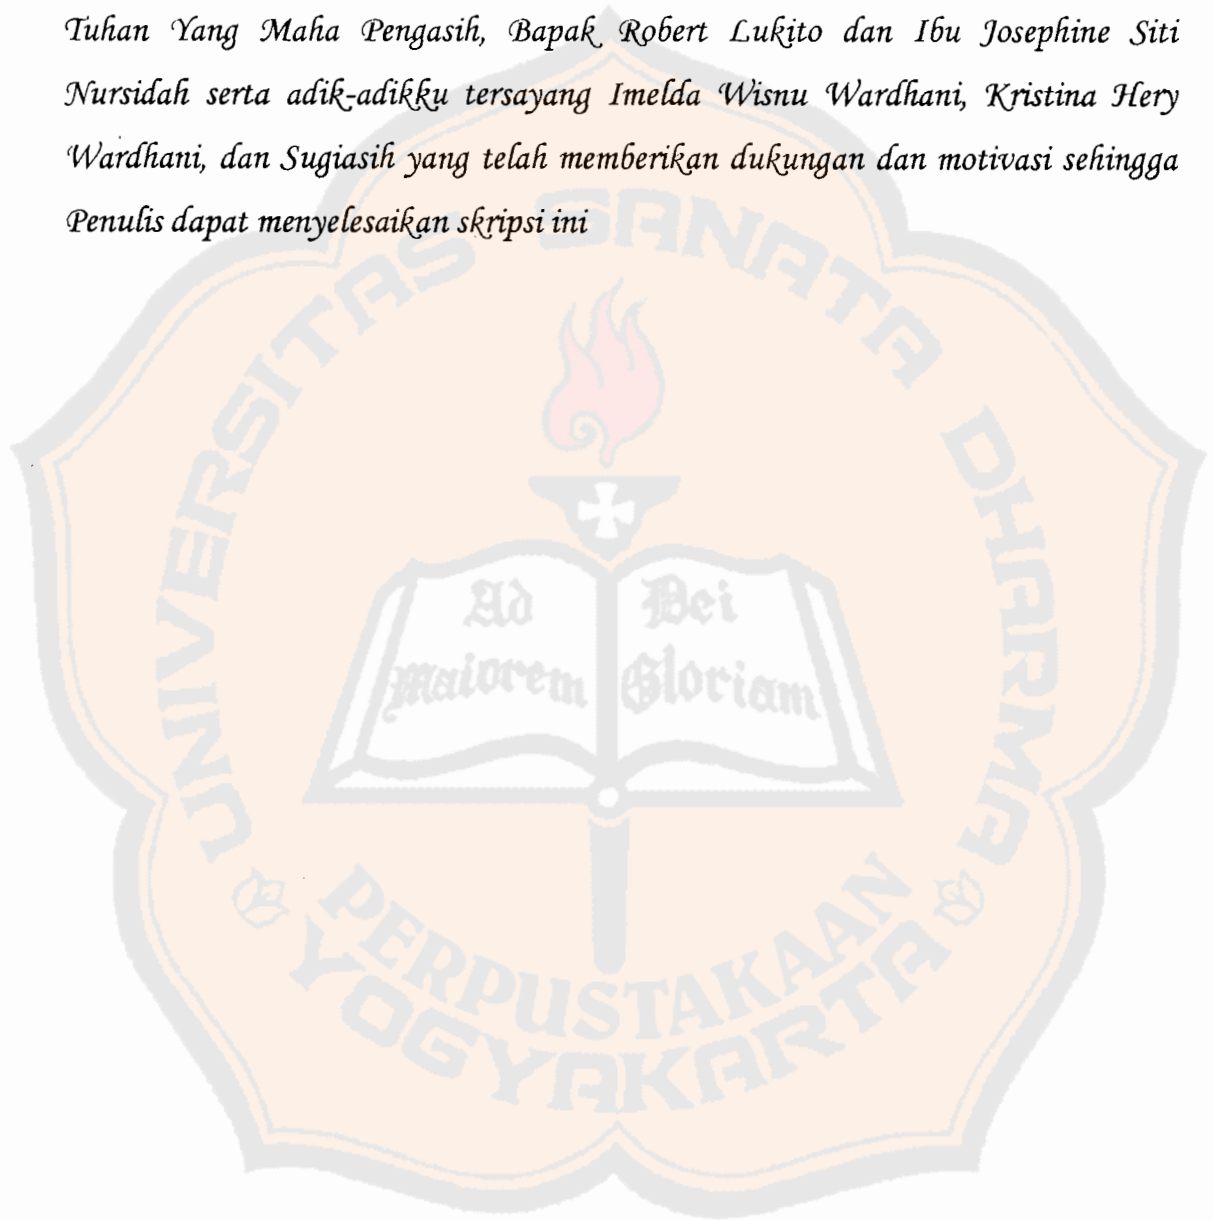 Tuhan Yang Maha Pengasih, Bapak Robert Lukito dan Ibu Josephine Siti
Nursidah serta adik-adikku tersayang Imelda Wisnu Wardhani, Kristina Hery
Wardhani, dan Sugiasih yang telah memberikan dukungan dan motivasi sehingga
Penulis dapat menyelesaikan skripsi ini
UNIVERSITAS SANATA DHARMA
Ad Dei
Maiorem Gloriam
PERPUSTAKAAN
YOGYAKARTA